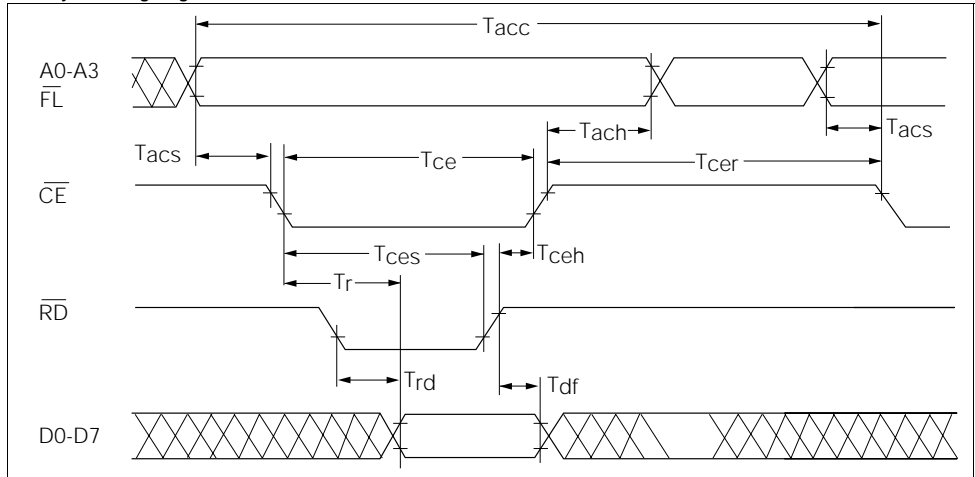 Tacc
A0-A3
FL
Tach
Tacs
Tacs
Tce
Tcer
CE
Tces
Tceh
Tr
RD
Trd
Tdf
D0-D7